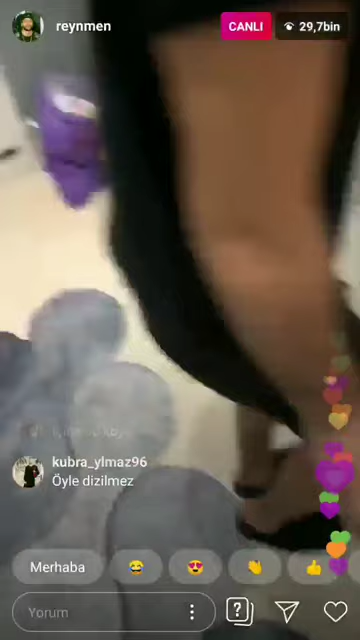 reynmen
CANLI
29,7bin
kubra_ylmaz96
Öyle dizilmez
Merhaba
Yorum